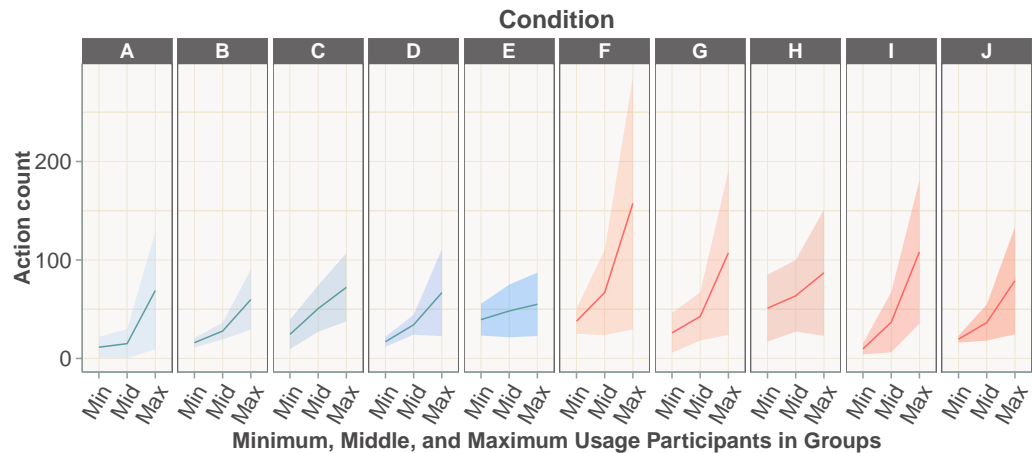 Condition
A B C D E F G H I J
Action count
200
100
0
Min Mid Max Min Mid Max Min Mid Max Min Mid Max Min Mid Max Min Mid Max Min Mid Max Min Mid Max Min Mid Max Min Mid Max
Minimum, Middle, and Maximum Usage Participants in Groups